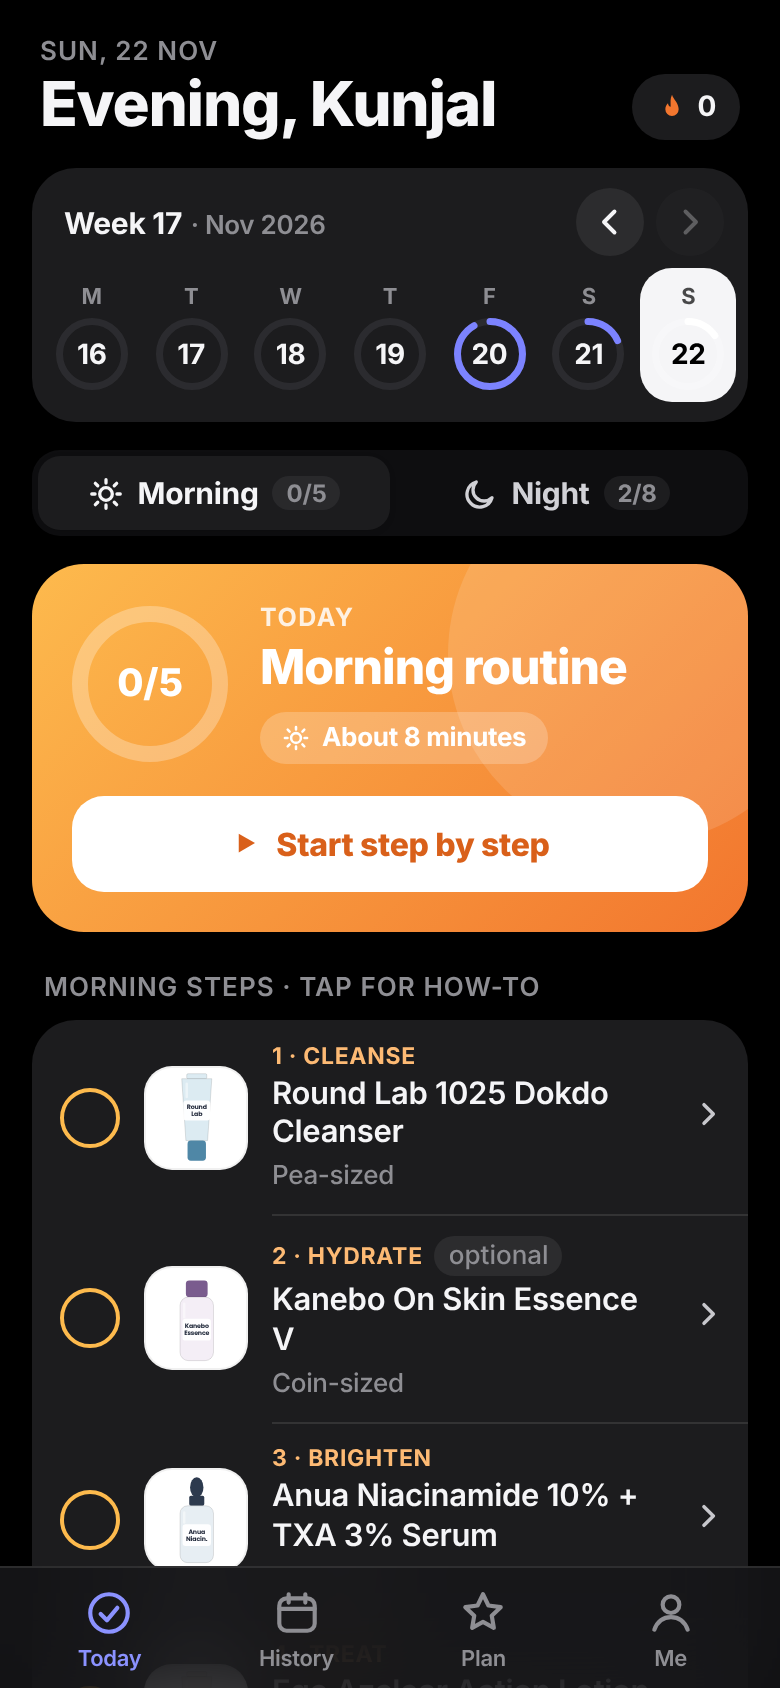 SUN, 22 NOV
Evening, Kunjal
0
Week 17 · Nov 2026
M T W T F S S
16 17 18 19 20 21 22
Morning 0/5 Night 2/8
TODAY
0/5
Morning routine
About 8 minutes
Start step by step
MORNING STEPS · TAP FOR HOW-TO
1 · CLEANSE
Round Lab 1025 Dokdo
Cleanser
Pea-sized
Round
Lab
2 · HYDRATE optional
Kanebo On Skin Essence
V
Coin-sized
Kanebo
Essence
3 · BRIGHTEN
Anua Niacinamide 10% +
TXA 3% Serum
Anua
Niacin.
Today History Plan Me